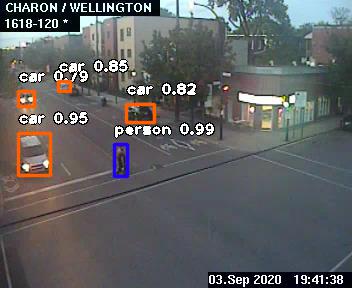 CHARON / WELLINGTON
1618-120 *
car 0.85
car 0.79
car 0.82
car 0.95
person 0.99
03.Sep 2020 19:41:38